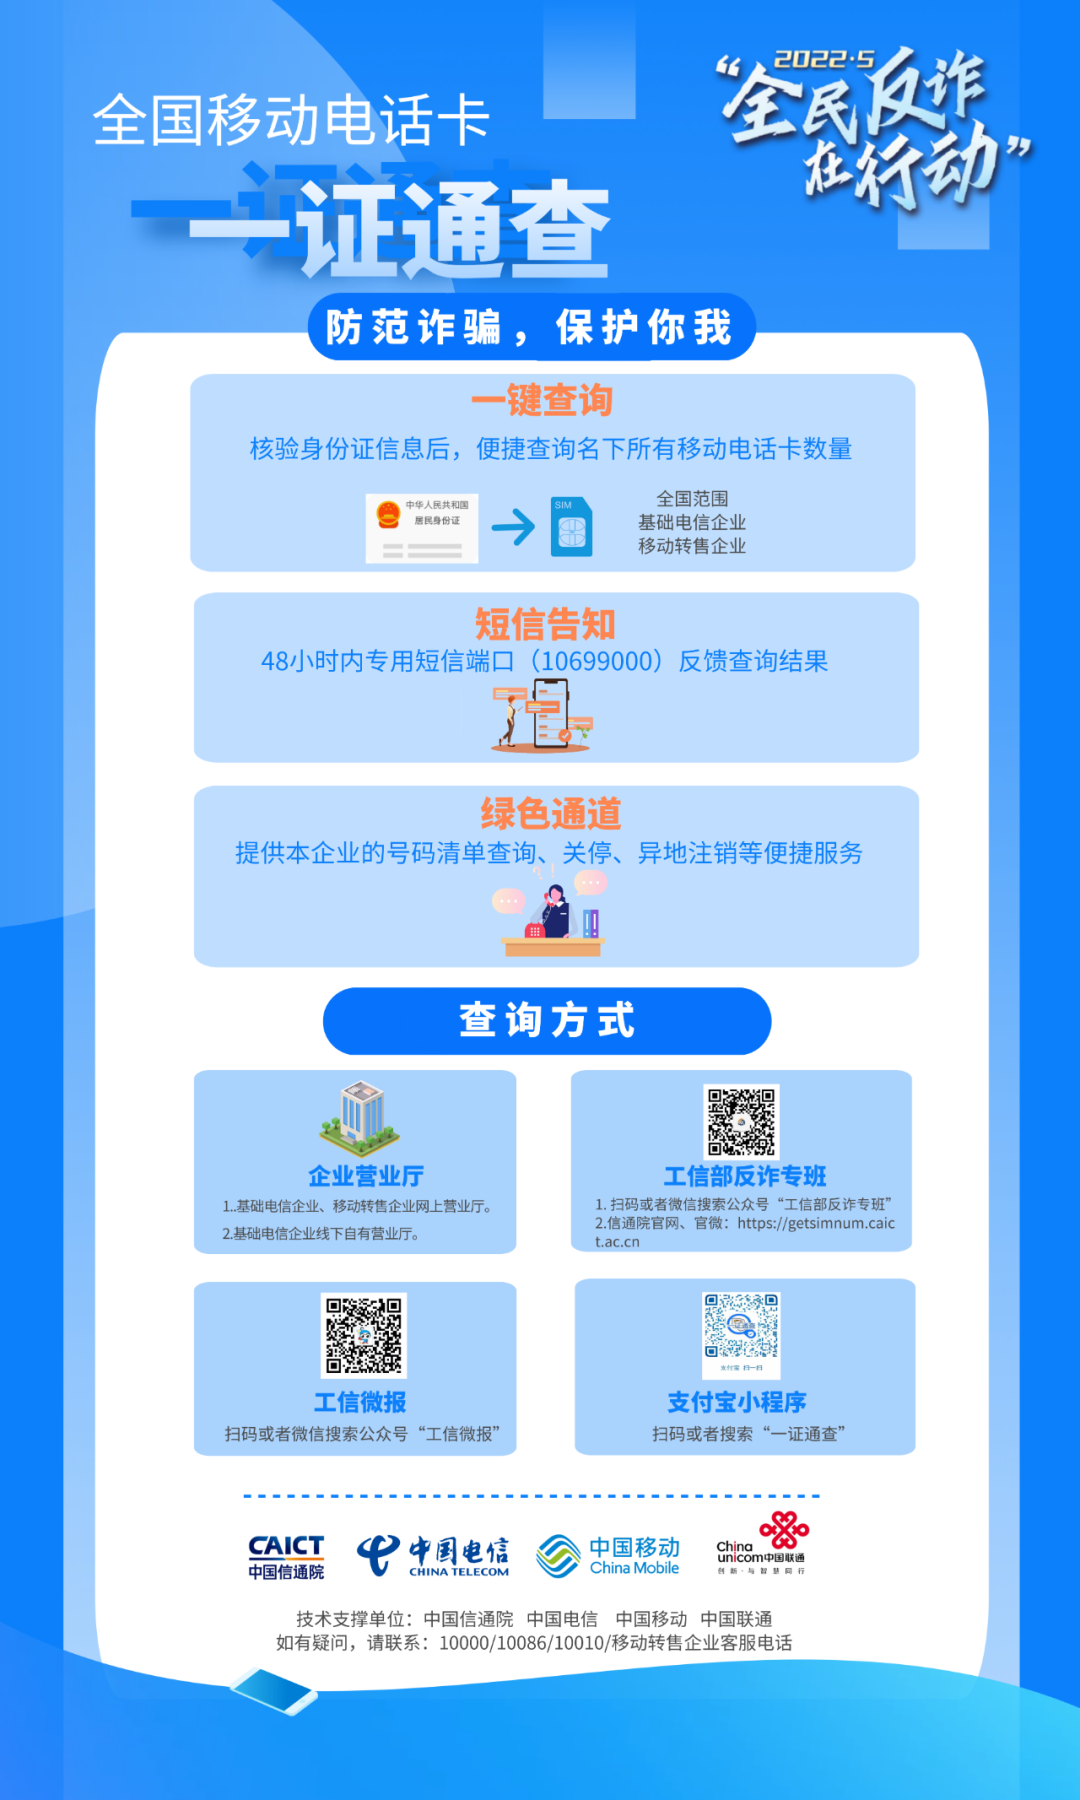 2022·5
“全民反诈
在行动”
全国移动电话卡
一证通查
防范诈骗，保护你我
一键查询
核验身份证信息后，便捷查询名下所有移动电话卡数量
中华人民共和国
居民身份证
SIM
全国范围
基础电信企业
移动转售企业
短信告知
48小时内专用短信端口（10699000）反馈查询结果
绿色通道
提供本企业的号码清单查询、关停、异地注销等便捷服务
查询方式
企业营业厅
1..基础电信企业、移动转售企业网上营业厅。
2.基础电信企业线下自有营业厅。
工信部反诈专班
1. 扫码或者微信搜索公众号“工信部反诈专班”
2.信通院官网、官微：https://getsimnum.caic
t.ac.cn
工信微报
扫码或者微信搜索公众号“工信微报”
一证通查
支付宝 扫一扫
支付宝小程序
扫码或者搜索“一证通查”
CAICT
中国信通院
中国电信
CHINA TELECOM
中国移动
China Mobile
China
unicom中国联通
创新·与智慧同行
技术支撑单位：中国信通院 中国电信 中国移动 中国联通
如有疑问，请联系：10000/10086/10010/移动转售企业客服电话